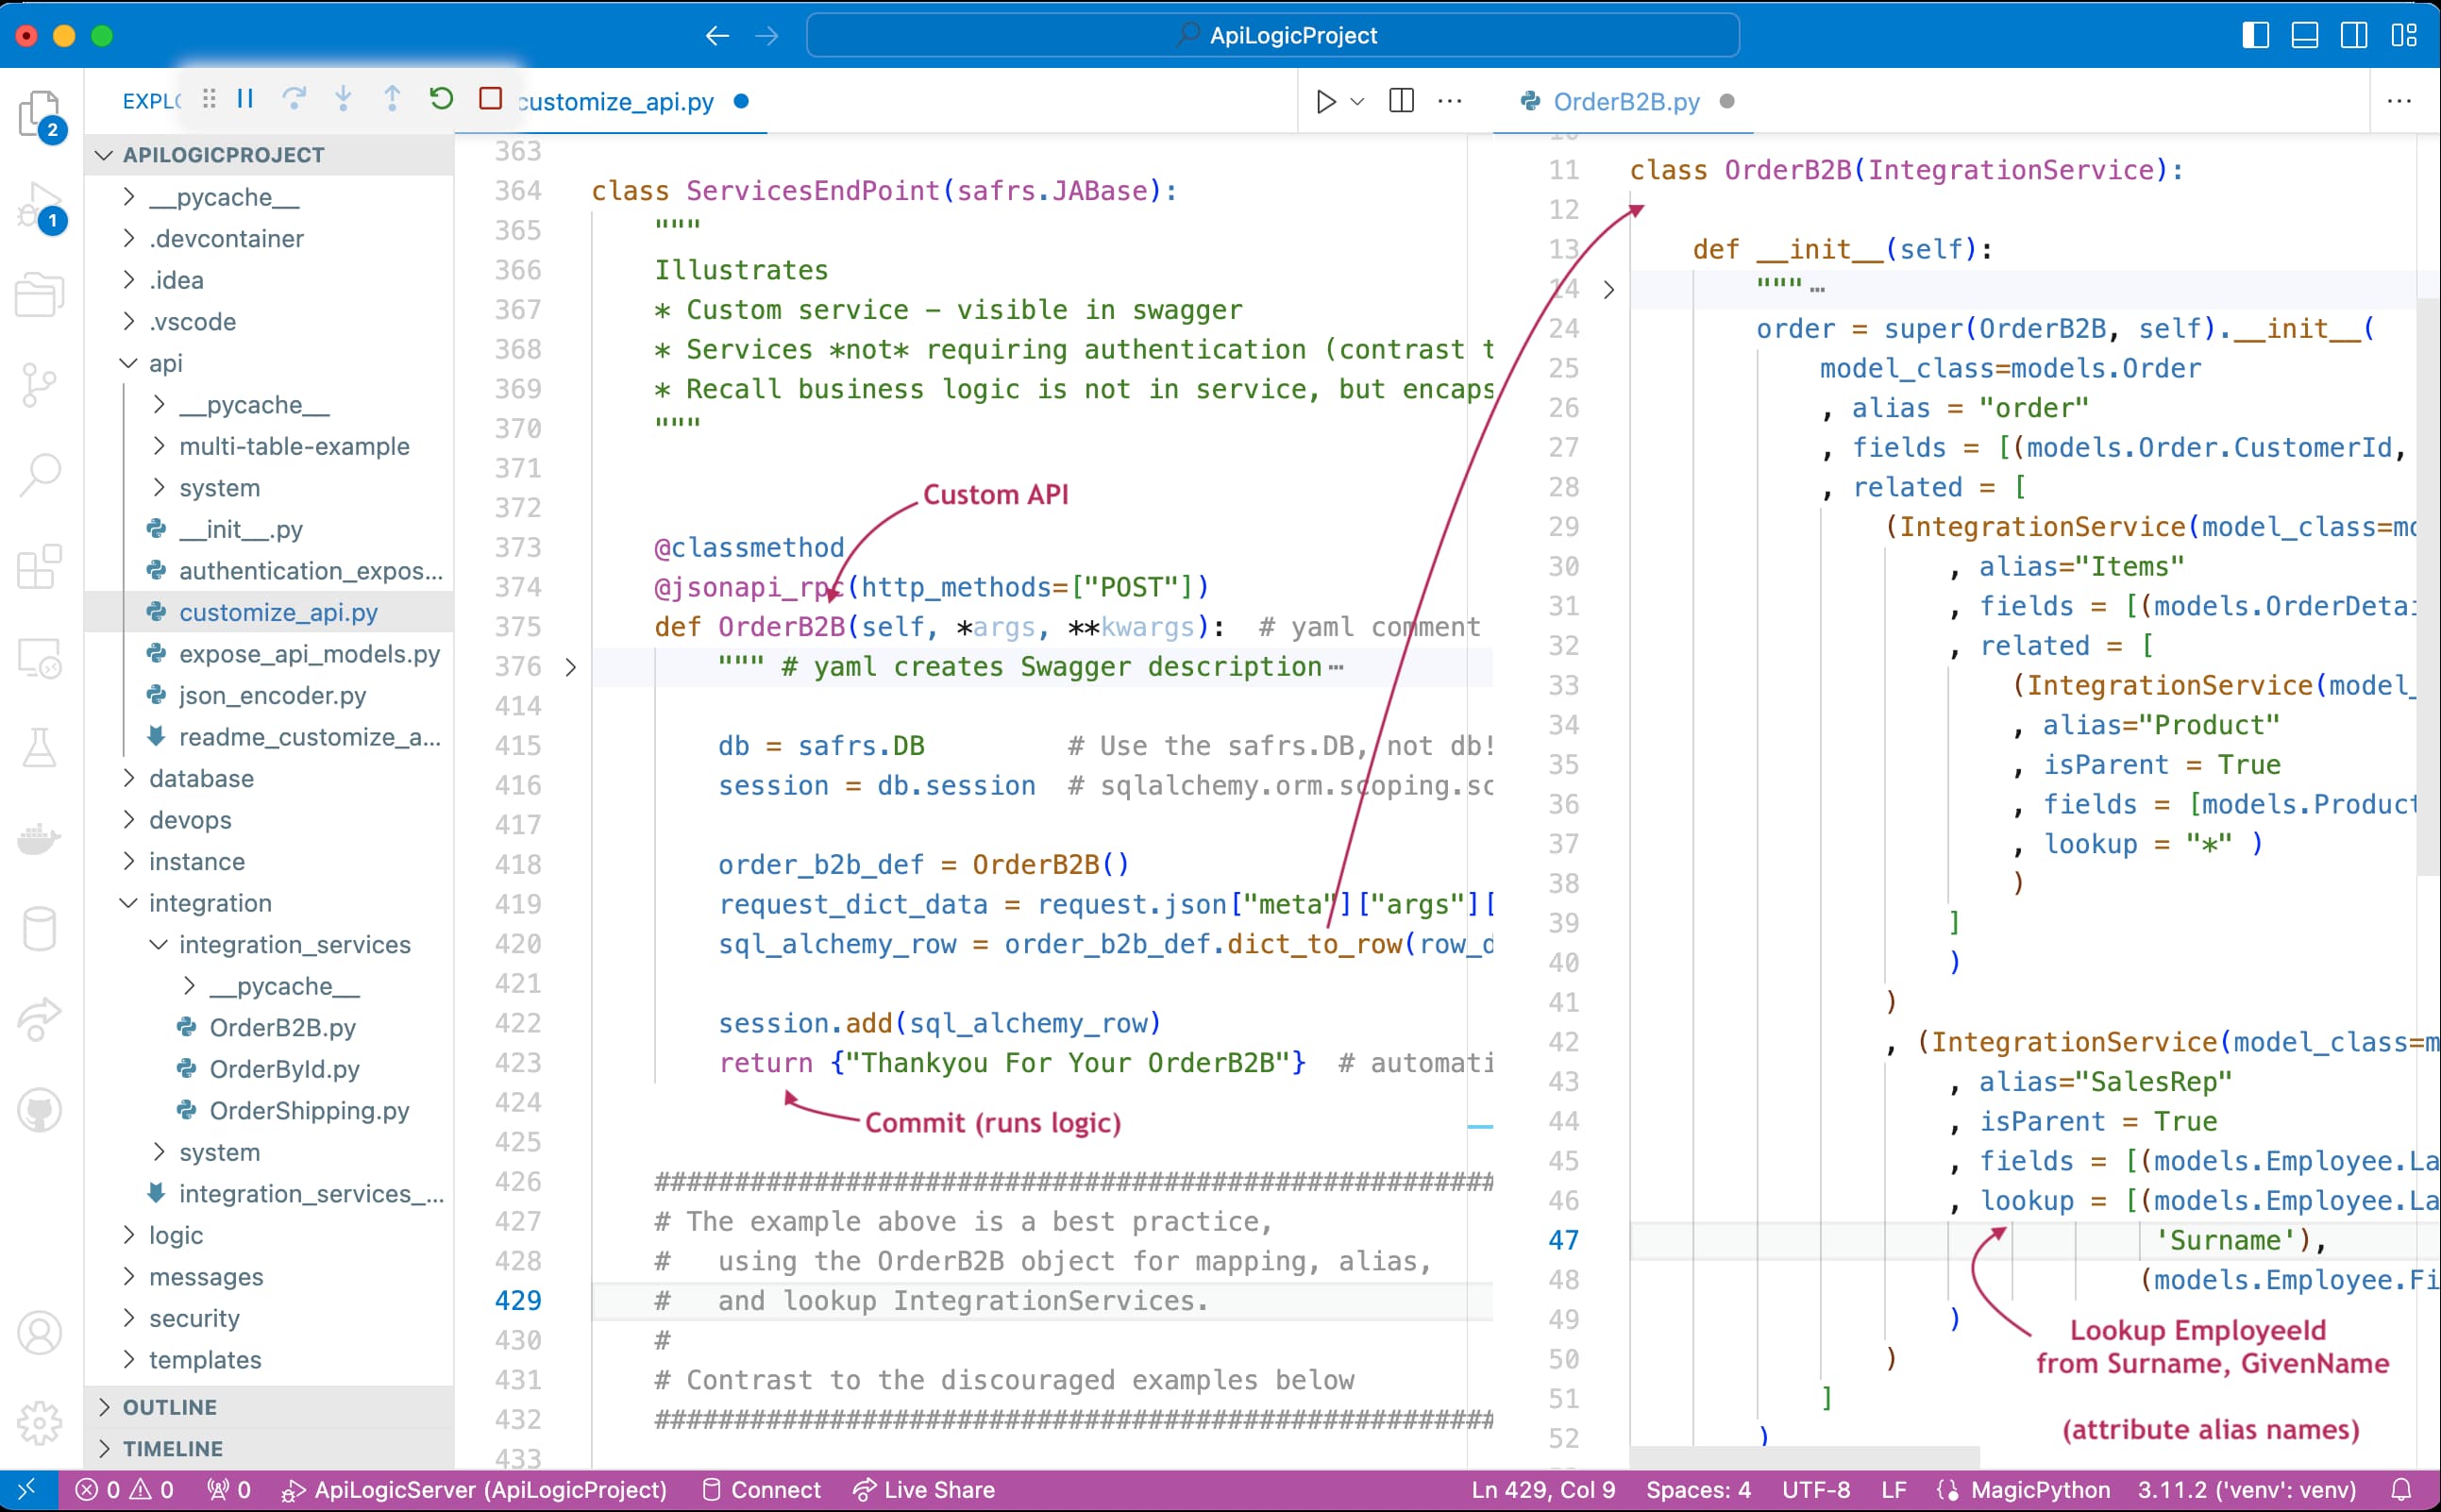 ApiLogicProject
EXPLO
customize_api.py
OrderB2B.py
2
1
APILOGICPROJECT
__pycache__
.devcontainer
.idea
.vscode
api
__pycache__
multi-table-example
system
__init__.py
authentication_expos...
customize_api.py
expose_api_models.py
json_encoder.py
readme_customize_a...
database
devops
instance
integration
integration_services
__pycache__
OrderB2B.py
OrderById.py
OrderShipping.py
system
integration_services_...
logic
messages
security
templates
OUTLINE
TIMELINE
363
364 class ServicesEndPoint(safrs.JABase):
365 """
366 Illustrates
367 * Custom service – visible in swagger
368 * Services *not* requiring authentication (contrast t
369 * Recall business logic is not in service, but encaps
370 """
371
372
Custom API
373 @classmethod
374 @jsonapi_rpc(http_methods=["POST"])
375 def OrderB2B(self, *args, **kwargs): # yaml comment
376 """ # yaml creates Swagger description⋯
414
415 db = safrs.DB # Use the safrs.DB, not db!
416 session = db.session # sqlalchemy.orm.scoping.sc
417
418 order_b2b_def = OrderB2B()
419 request_dict_data = request.json["meta"]["args"][
420 sql_alchemy_row = order_b2b_def.dict_to_row(row_d
421
422 session.add(sql_alchemy_row)
423 return {"Thankyou For Your OrderB2B"} # automati
424
Commit (runs logic)
425
426 #####################################################
427 # The example above is a best practice,
428 # using the OrderB2B object for mapping, alias,
429 # and lookup IntegrationServices.
430 #
431 # Contrast to the discouraged examples below
432 #####################################################
433
10
11 class OrderB2B(IntegrationService):
12
13 def __init__(self):
14 """⋯
24 order = super(OrderB2B, self).__init__(
25 model_class=models.Order
26 , alias = "order"
27 , fields = [(models.Order.CustomerId,
28 , related = [
29 (IntegrationService(model_class=mo
30 , alias="Items"
31 , fields = [(models.OrderDetai
32 , related = [
33 (IntegrationService(model_
34 , alias="Product"
35 , isParent = True
36 , fields = [models.Product
37 , lookup = "*" )
38 )
39 ]
40 )
41 )
42 , (IntegrationService(model_class=m
43 , alias="SalesRep"
44 , isParent = True
45 , fields = [(models.Employee.La
46 , lookup = [(models.Employee.La
47 'Surname'),
48 (models.Employee.Fi
49 )
50 )
51 ]
52 )
Lookup EmployeeId
from Surname, GivenName
(attribute alias names)
0 0 0 ApiLogicServer (ApiLogicProject) Connect Live Share Ln 429, Col 9 Spaces: 4 UTF-8 LF MagicPython 3.11.2 ('venv': venv)